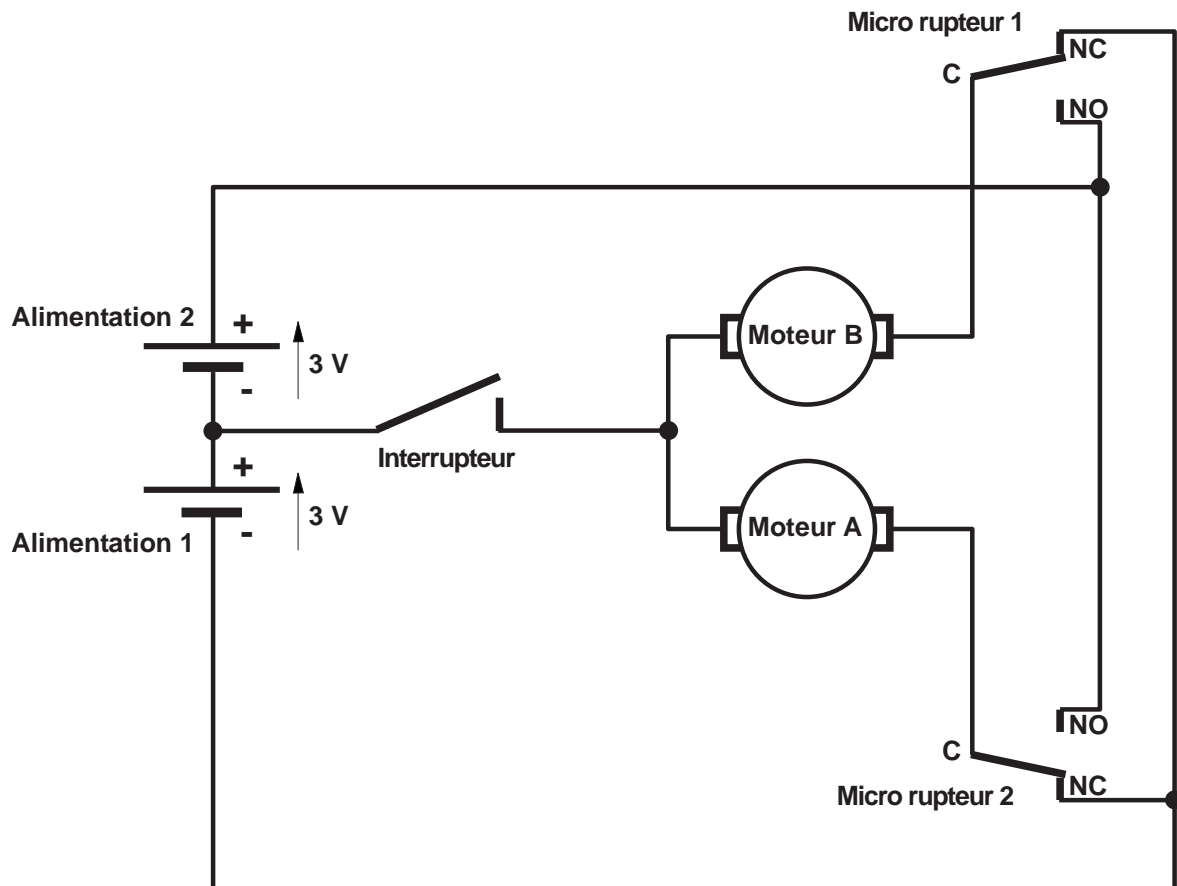 Micro rupteur 1
NC
C
NO
Alimentation 2
+
3 V
-
Moteur B
Interrupteur
+
3 V
-
Alimentation 1
Moteur A
NO
C
NC
Micro rupteur 2